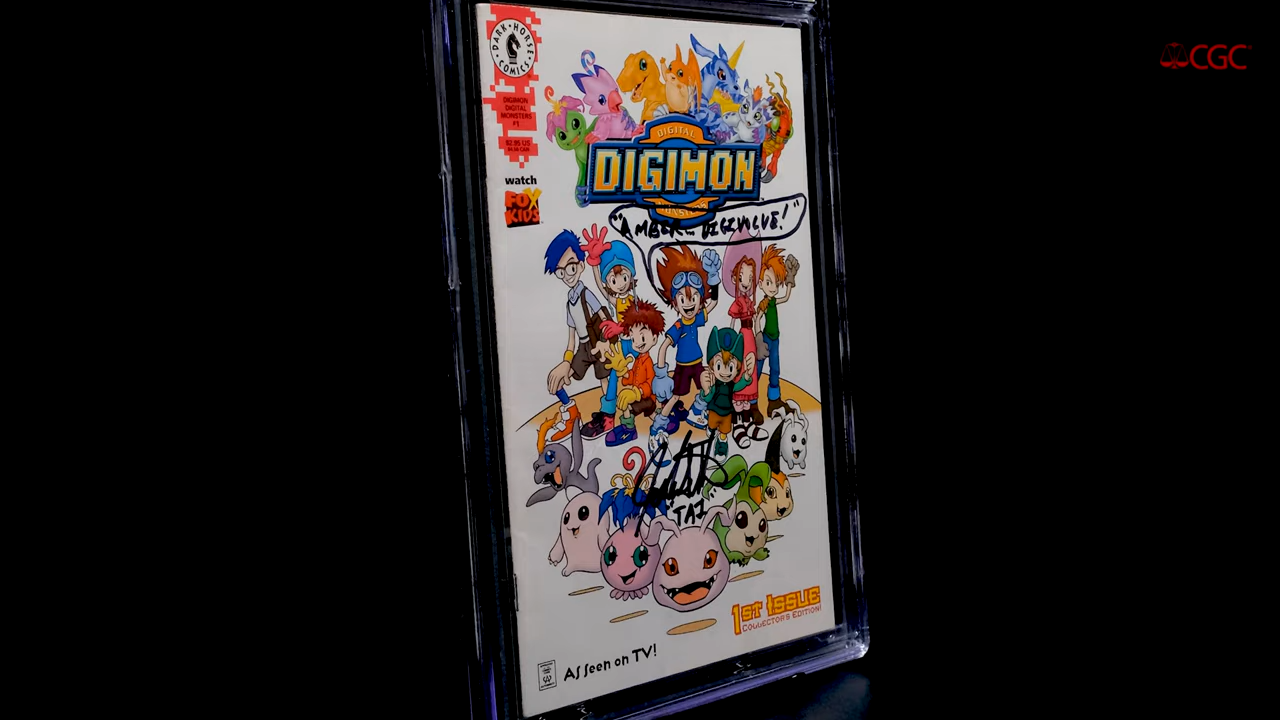 CGC
DARK HORSE
COMICS
DIGIMON
DIGITAL
MONSTERS
#1
$2.95 US
watch
FOX
KIDS
DIGITAL
DIGIMON
DIGIVOLVE!"
"TAI"
1ST ISSUE
COLLECTOR'S EDITION!
As seen on TV!